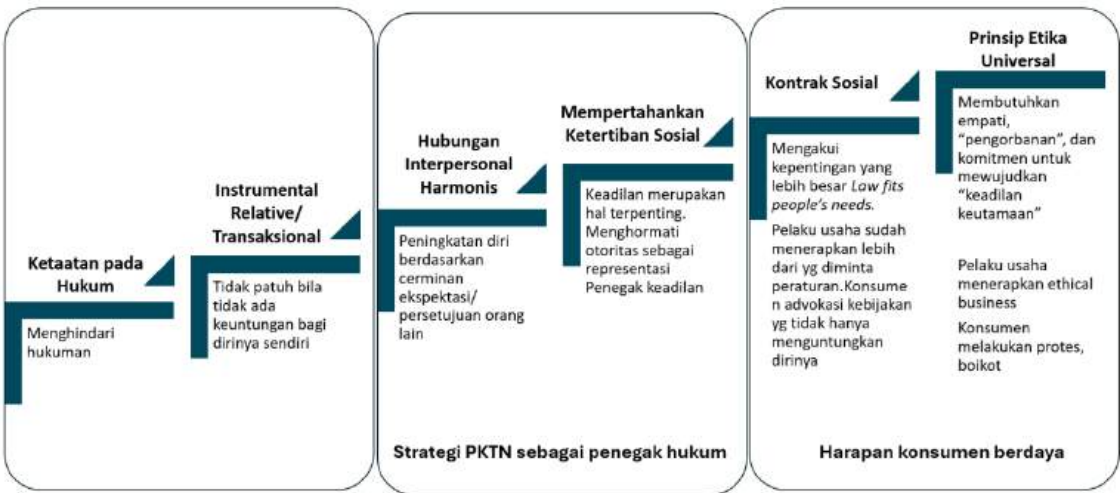 Ketaatan pada
Hukum
Menghindari
hukuman
Instrumental
Relative/
Transaksional
Tidak patuh bila
tidak ada
keuntungan bagi
dirinya sendiri
Hubungan
Interpersonal
Harmonis
Peningkatan diri
berdasarkan
cerminan
ekspektasi/
persetujuan orang
lain
Mempertahankan
Ketertiban Sosial
Keadilan merupakan
hal terpenting.
Menghormati
otoritas sebagai
representasi
Penegak keadilan
Strategi PKTN sebagai penegak hukum
Kontrak Sosial
Mengakui
kepentingan yang
lebih besar Law fits
people's needs.
Pelaku usaha sudah
menerapkan lebih
dari yg diminta
peraturan.Konsume
n advokasi kebijakan
yg tidak hanya
menguntungkan
dirinya
Prinsip Etika
Universal
Membutuhkan
empati,
“pengorbanan”, dan
komitmen untuk
mewujudkan
“keadilan
keutamaan”
Pelaku usaha
menerapkan ethical
business
Konsumen
melakukan protes,
boikot
Harapan konsumen berdaya